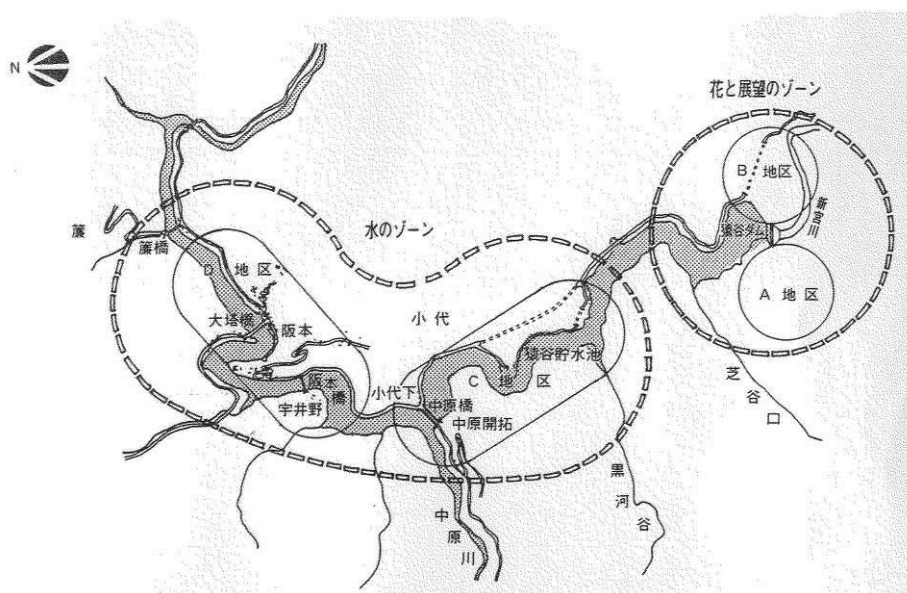 N
花と展望のゾーン
B 地区
新宮川
猿谷ダム
A 地区
水のゾーン
簾
簾橋
D 地区
大塔橋
阪本
小代
猿谷貯水池
C 地区
阪本橋
小代下
中原橋
宇井野
中原開拓
芝谷口
黒河谷
中原川